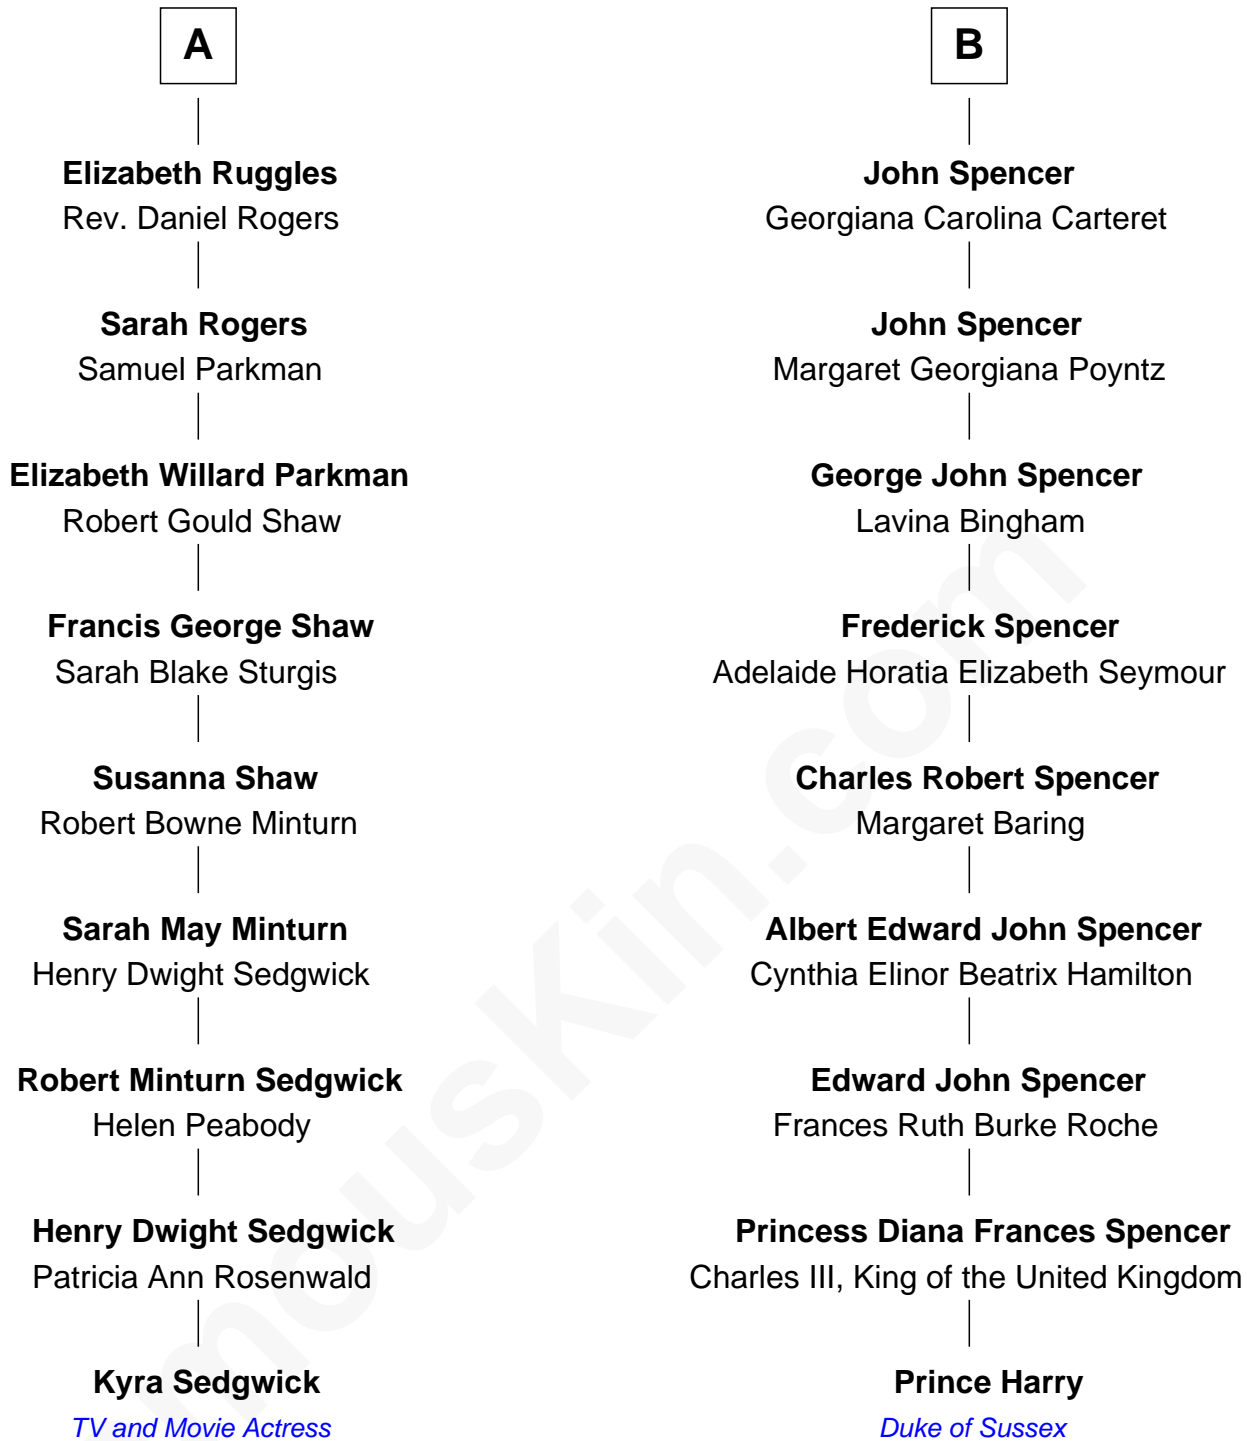 A
Elizabeth Ruggles
Rev. Daniel Rogers
Sarah Rogers
Samuel Parkman
Elizabeth Willard Parkman
Robert Gould Shaw
Francis George Shaw
Sarah Blake Sturgis
Susanna Shaw
Robert Bowne Minturn
Sarah May Minturn
Henry Dwight Sedgwick
Robert Minturn Sedgwick
Helen Peabody
Henry Dwight Sedgwick
Patricia Ann Rosenwald
Kyra Sedgwick
TV and Movie Actress
B
John Spencer
Georgiana Carolina Carteret
John Spencer
Margaret Georgiana Poyntz
George John Spencer
Lavina Bingham
Frederick Spencer
Adelaide Horatia Elizabeth Seymour
Charles Robert Spencer
Margaret Baring
Albert Edward John Spencer
Cynthia Elinor Beatrix Hamilton
Edward John Spencer
Frances Ruth Burke Roche
Princess Diana Frances Spencer
Charles III, King of the United Kingdom
Prince Harry
Duke of Sussex
mousKin.com